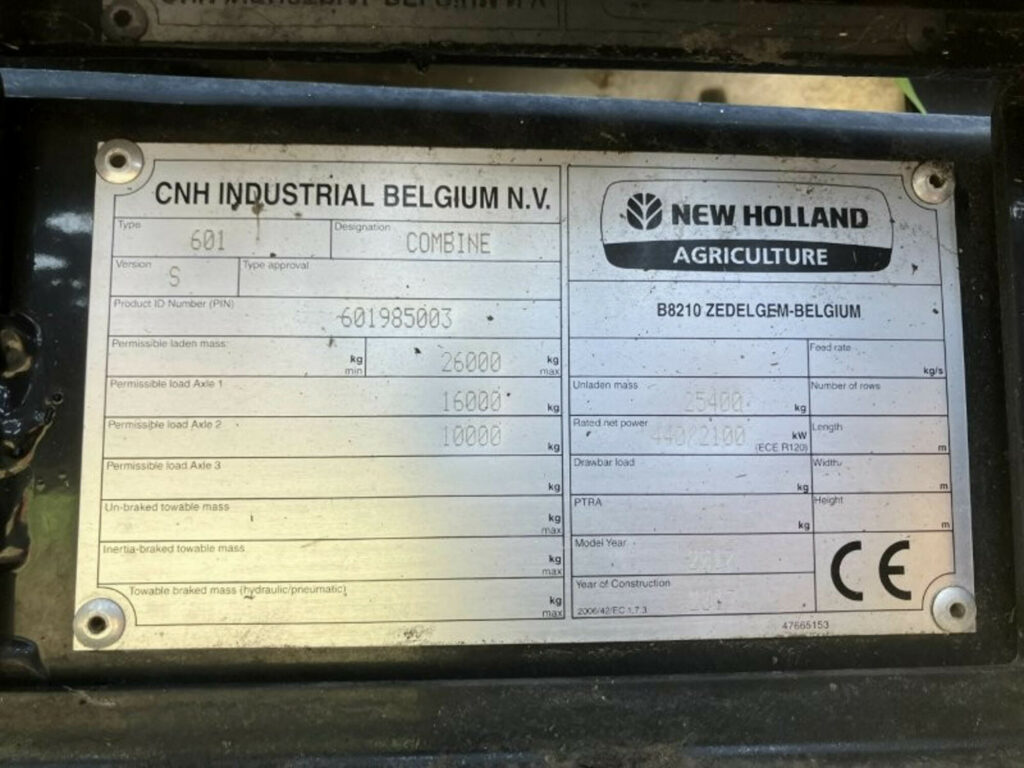 CNH INDUSTRIAL BELGIUM N.V.
Type 601
Designation COMBINE
Version S
Type approval
Product ID Number (PIN) 601985003
Permissible laden mass kg min 26000 kg max
Permissible load Axle 1 16000 kg
Permissible load Axle 2 10000 kg
Permissible load Axle 3 kg
Un-braked towable mass kg max
Inertia-braked towable mass kg max
Towable braked mass (hydraulic/pneumatic) kg max
NEW HOLLAND
AGRICULTURE
B8210 ZEDELGEM-BELGIUM
Feed rate kg/s
Unladen mass 25400 kg
Number of rows
Rated net power 440/2100 kW (ECE R120)
Length m
Drawbar load kg
Width m
PTRA kg
Height m
Model Year
Year of Construction
2006/42/EC 1.7.3
CE
47665153